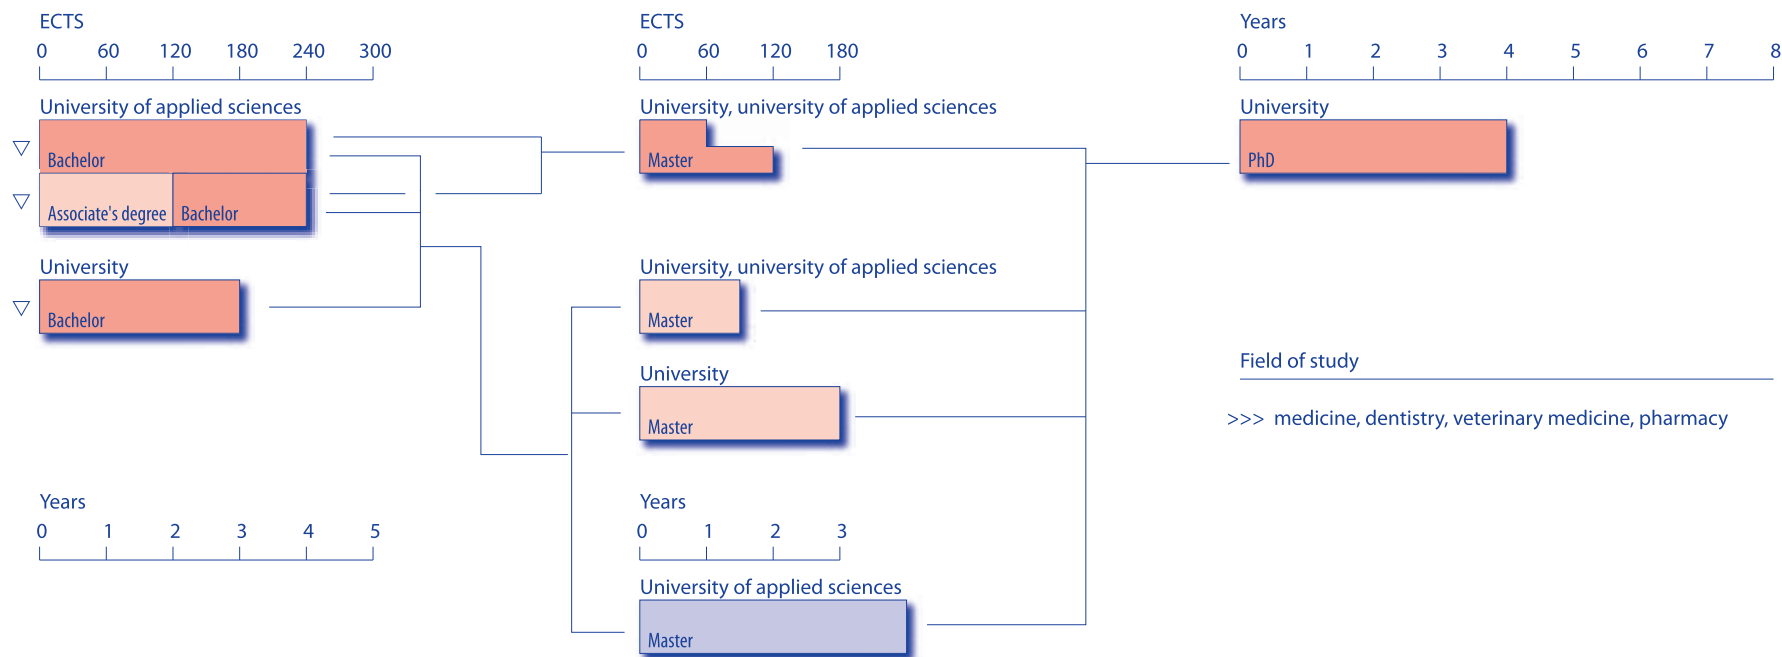 ECTS
0 60 120 180 240 300
University of applied sciences
Bachelor
Associate's degree Bachelor
University
Bachelor
Years
0 1 2 3 4 5
ECTS
0 60 120 180
University, university of applied sciences
Master
University, university of applied sciences
Master
University
Master
Years
0 1 2 3
University of applied sciences
Master
Years
0 1 2 3 4 5 6 7 8
University
PhD
Field of study
>>> medicine, dentistry, veterinary medicine, pharmacy